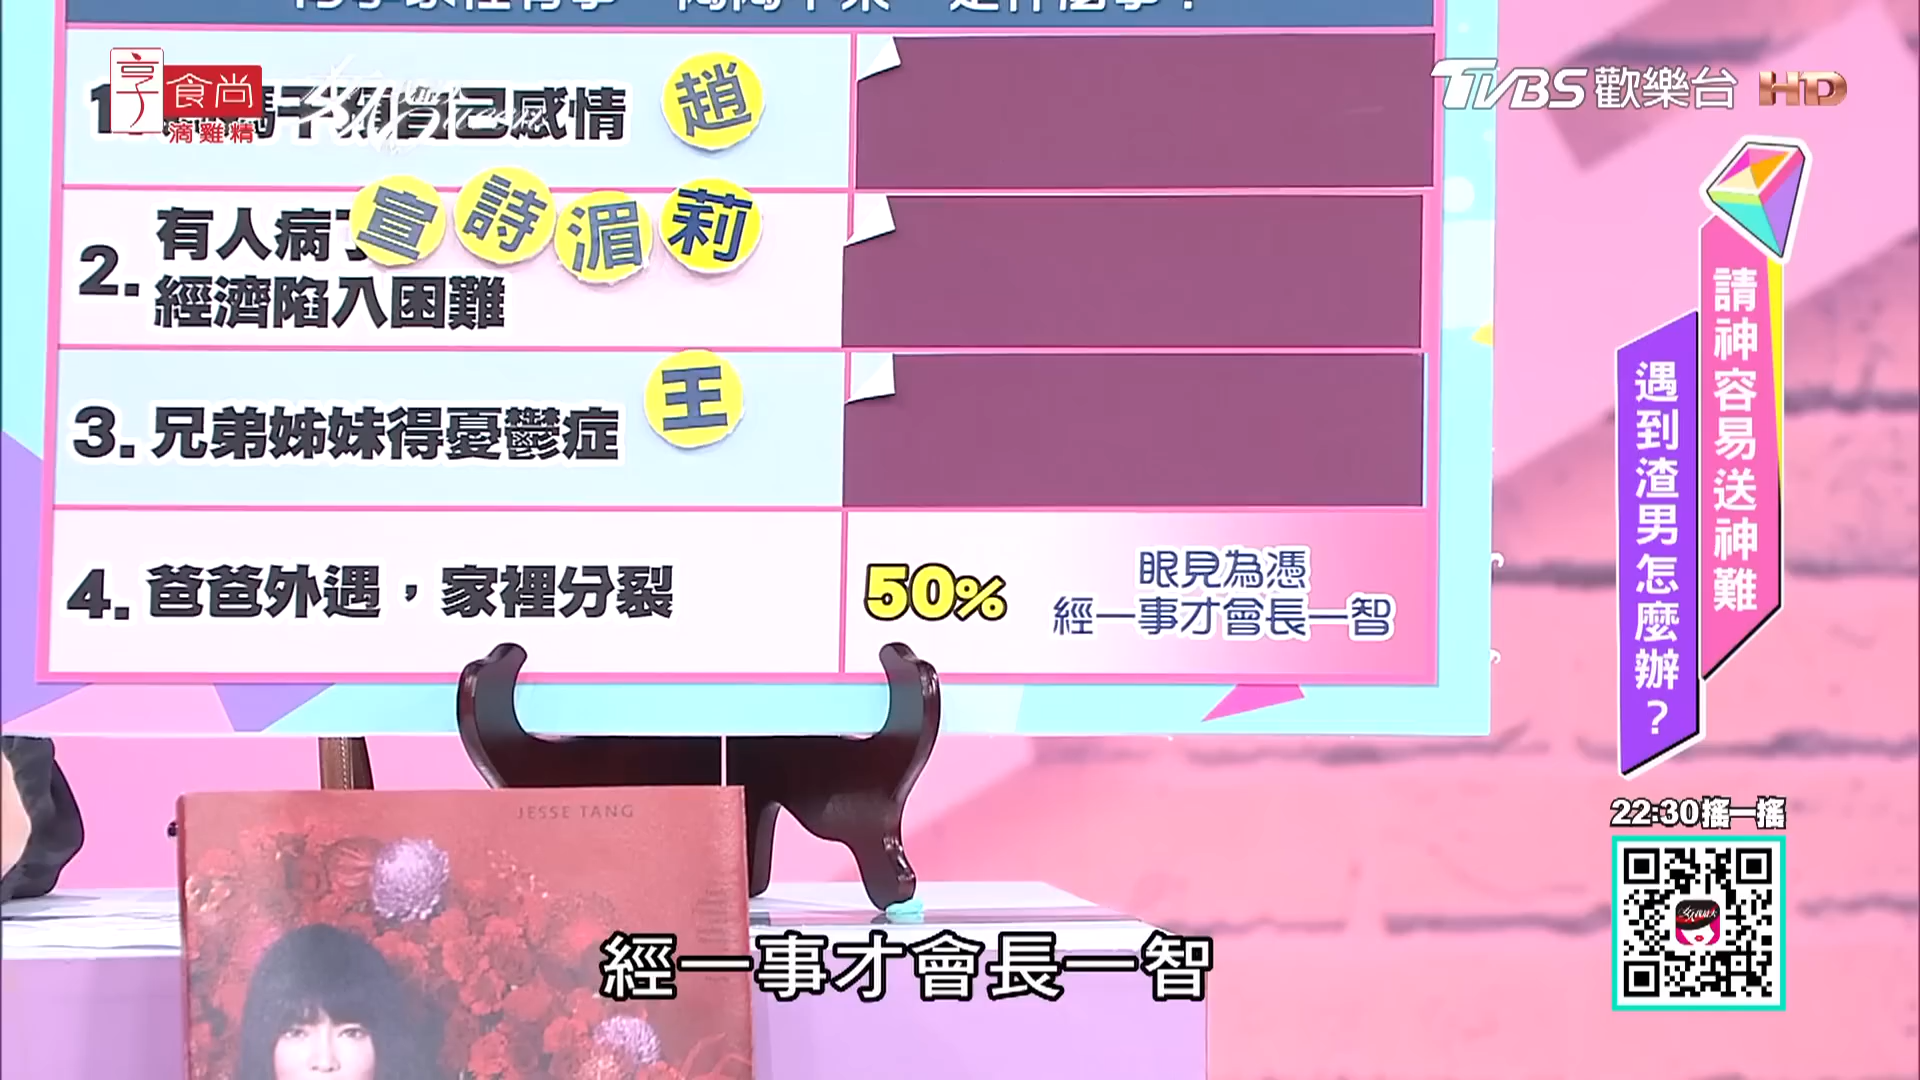 享
食尚
滴雞精
TVBS歡樂台 HD
感情
趙
2. 有人病
宣
詩
湄
莉
經濟陷入困難
3. 兄弟姊妹得憂鬱症
王
4. 爸爸外遇，家裡分裂
50%
眼見為憑
經一事才會長一智
請神容易送神難
遇到渣男怎麼辦？
22:30搖一搖
JESSE TANG
經一事才會長一智